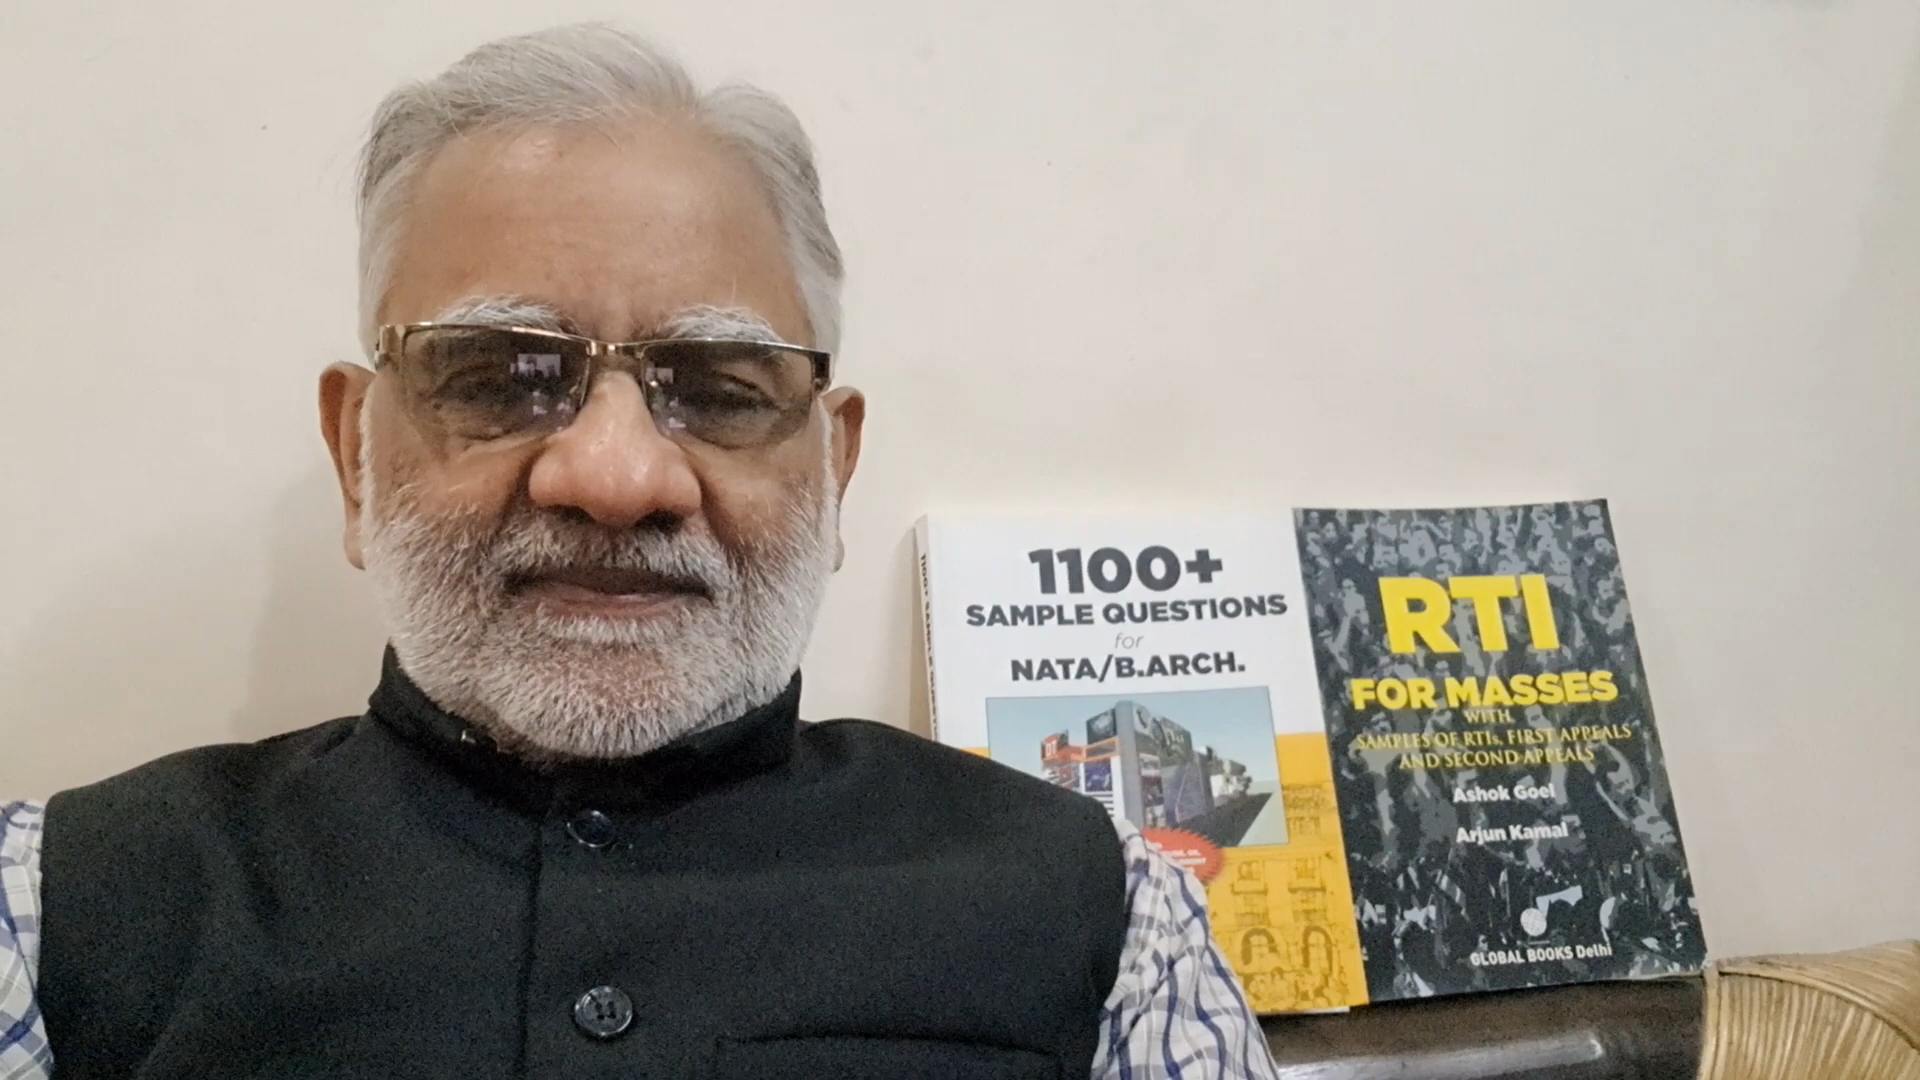 1100+
SAMPLE QUESTIONS
for
NATA/B.ARCH.
RTI
FOR MASSES
WITH
SAMPLES OF RTIs, FIRST APPEALS
AND SECOND APPEALS
Ashok Goel
Arjun Kamal
GLOBAL BOOKS Delhi